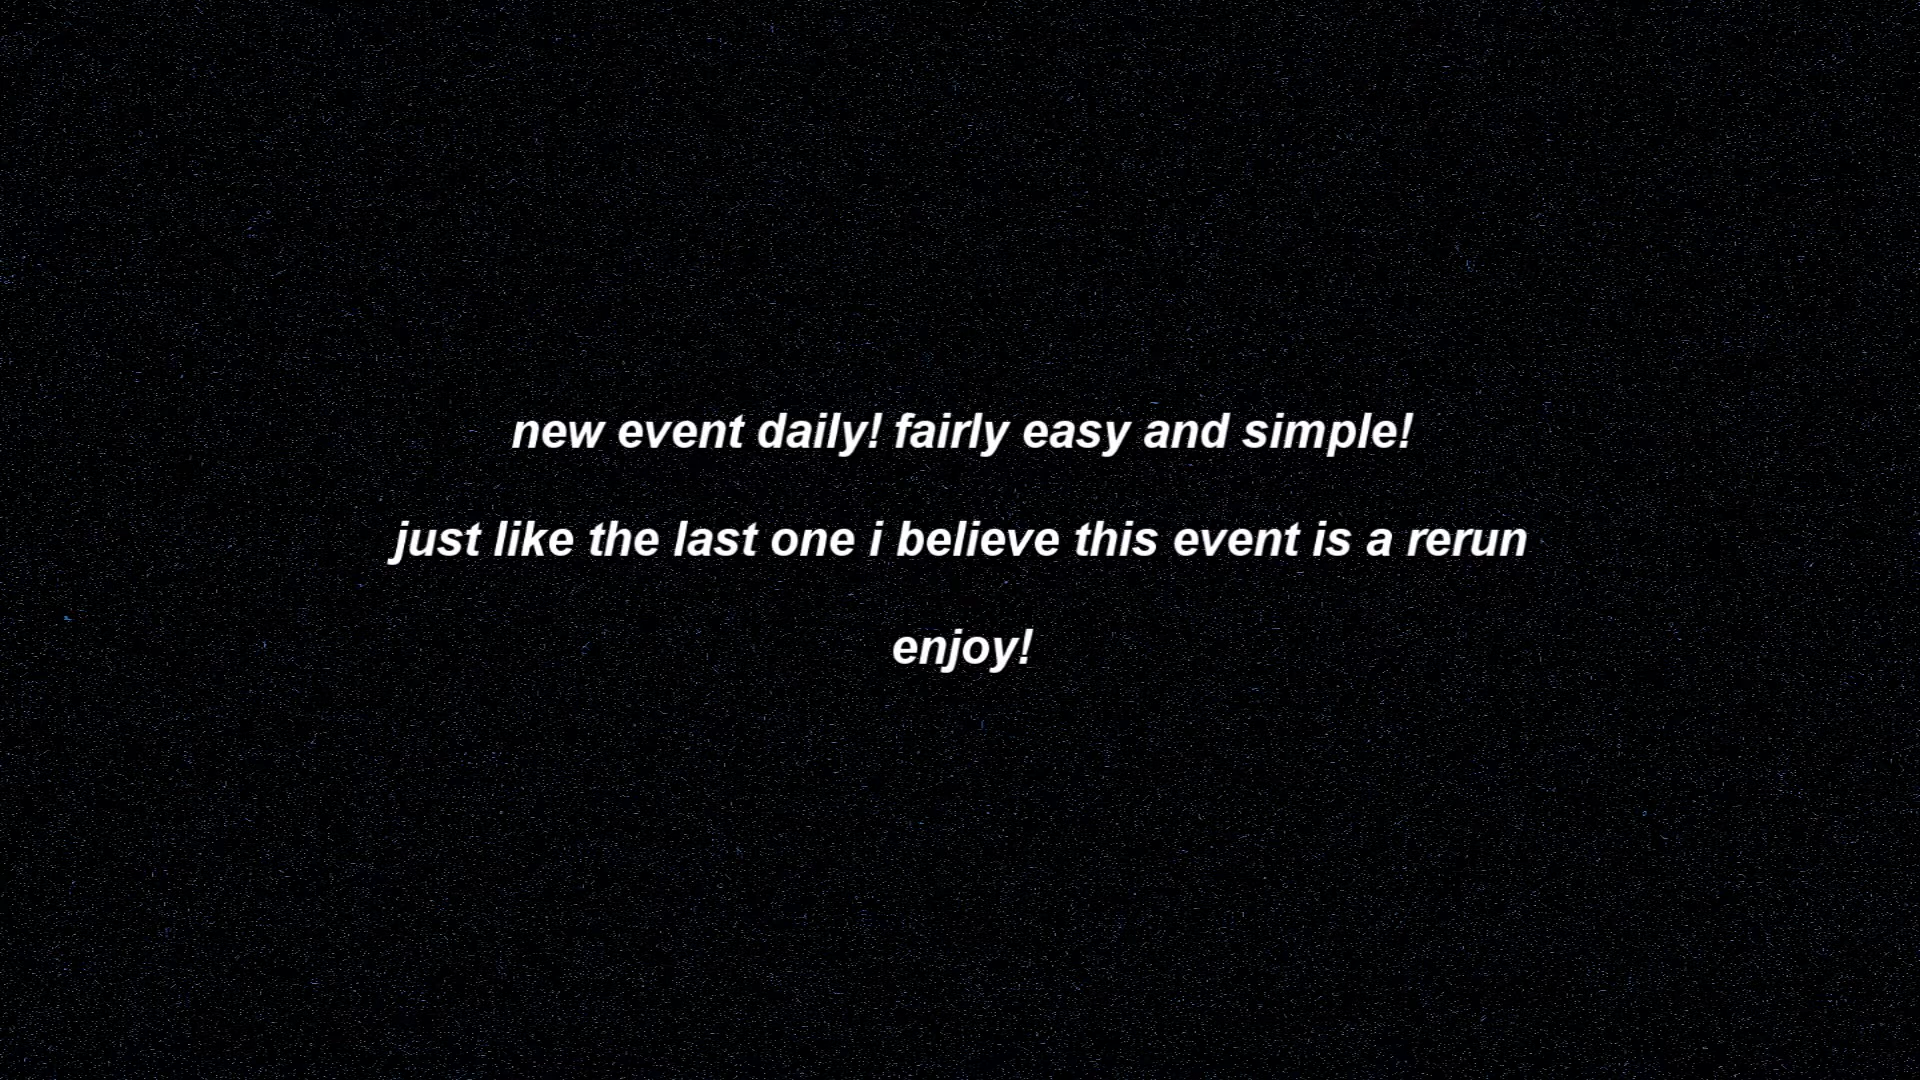 new event daily! fairly easy and simple!
just like the last one i believe this event is a rerun
enjoy!